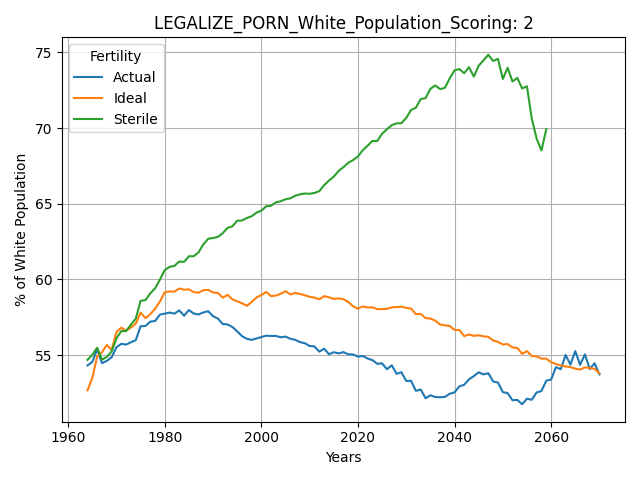 LEGALIZE_PORN_White_Population_Scoring: 2
Fertility
Actual
Ideal
Sterile
% of White Population
75
70
65
60
55
1960
1980
2000
2020
2040
2060
Years